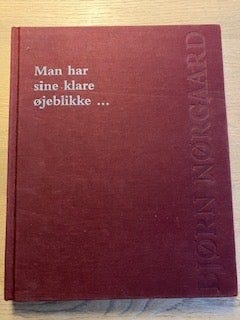 Man har
sine klare
øjeblikke ...
BJØRN NØRGAARD